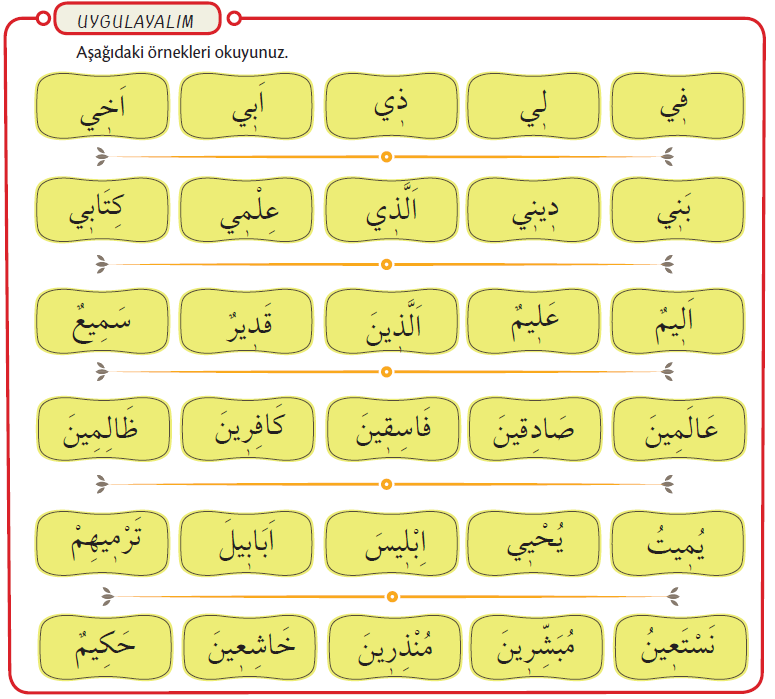 UYGULAYALIM
Aşağıdaki örnekleri okuyunuz.
فٖي لٖي ذٖي اَبٖي اَخٖي
بَنٖي دٖينٖي اَلَّذٖي عِلْمٖي كِتَابٖي
اَلٖيمٌ عَلٖيمٌ اَلَّذٖينَ قَدٖيرٌ سَمِيعٌ
عَالَمٖينَ صَادِقٖينَ فَاسِقٖينَ كَافِرٖينَ ظَالِمٖينَ
يُمٖيتُ يُحْيٖي اِبْلٖيسَ اَبَابٖيلَ تَرْمٖيهِمْ
نَسْتَعٖينُ مُبَشِّرٖينَ مُنْذِرٖينَ خَاشِعٖينَ حَكٖيمٌ